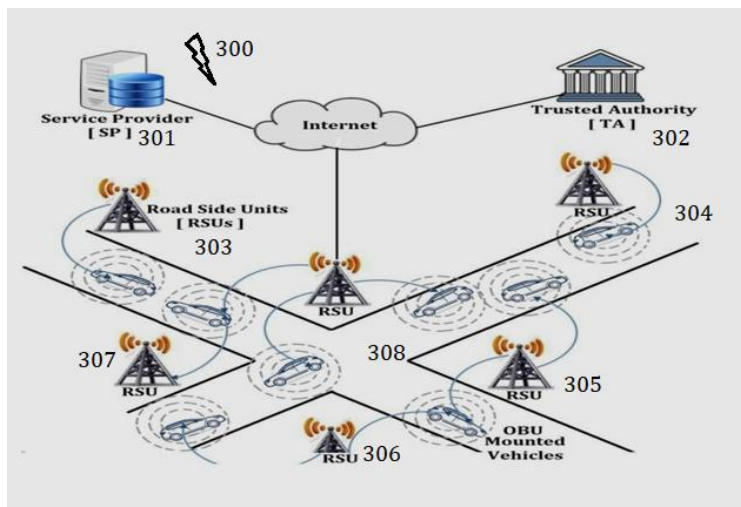 300
Service Provider
[ SP ] 301
Internet
Trusted Authority
[ TA ] 302
Road Side Units
[ RSUs ]
303
RSU
304
RSU
307
RSU
308
RSU
305
OBU
Mounted
Vehicles
RSU 306